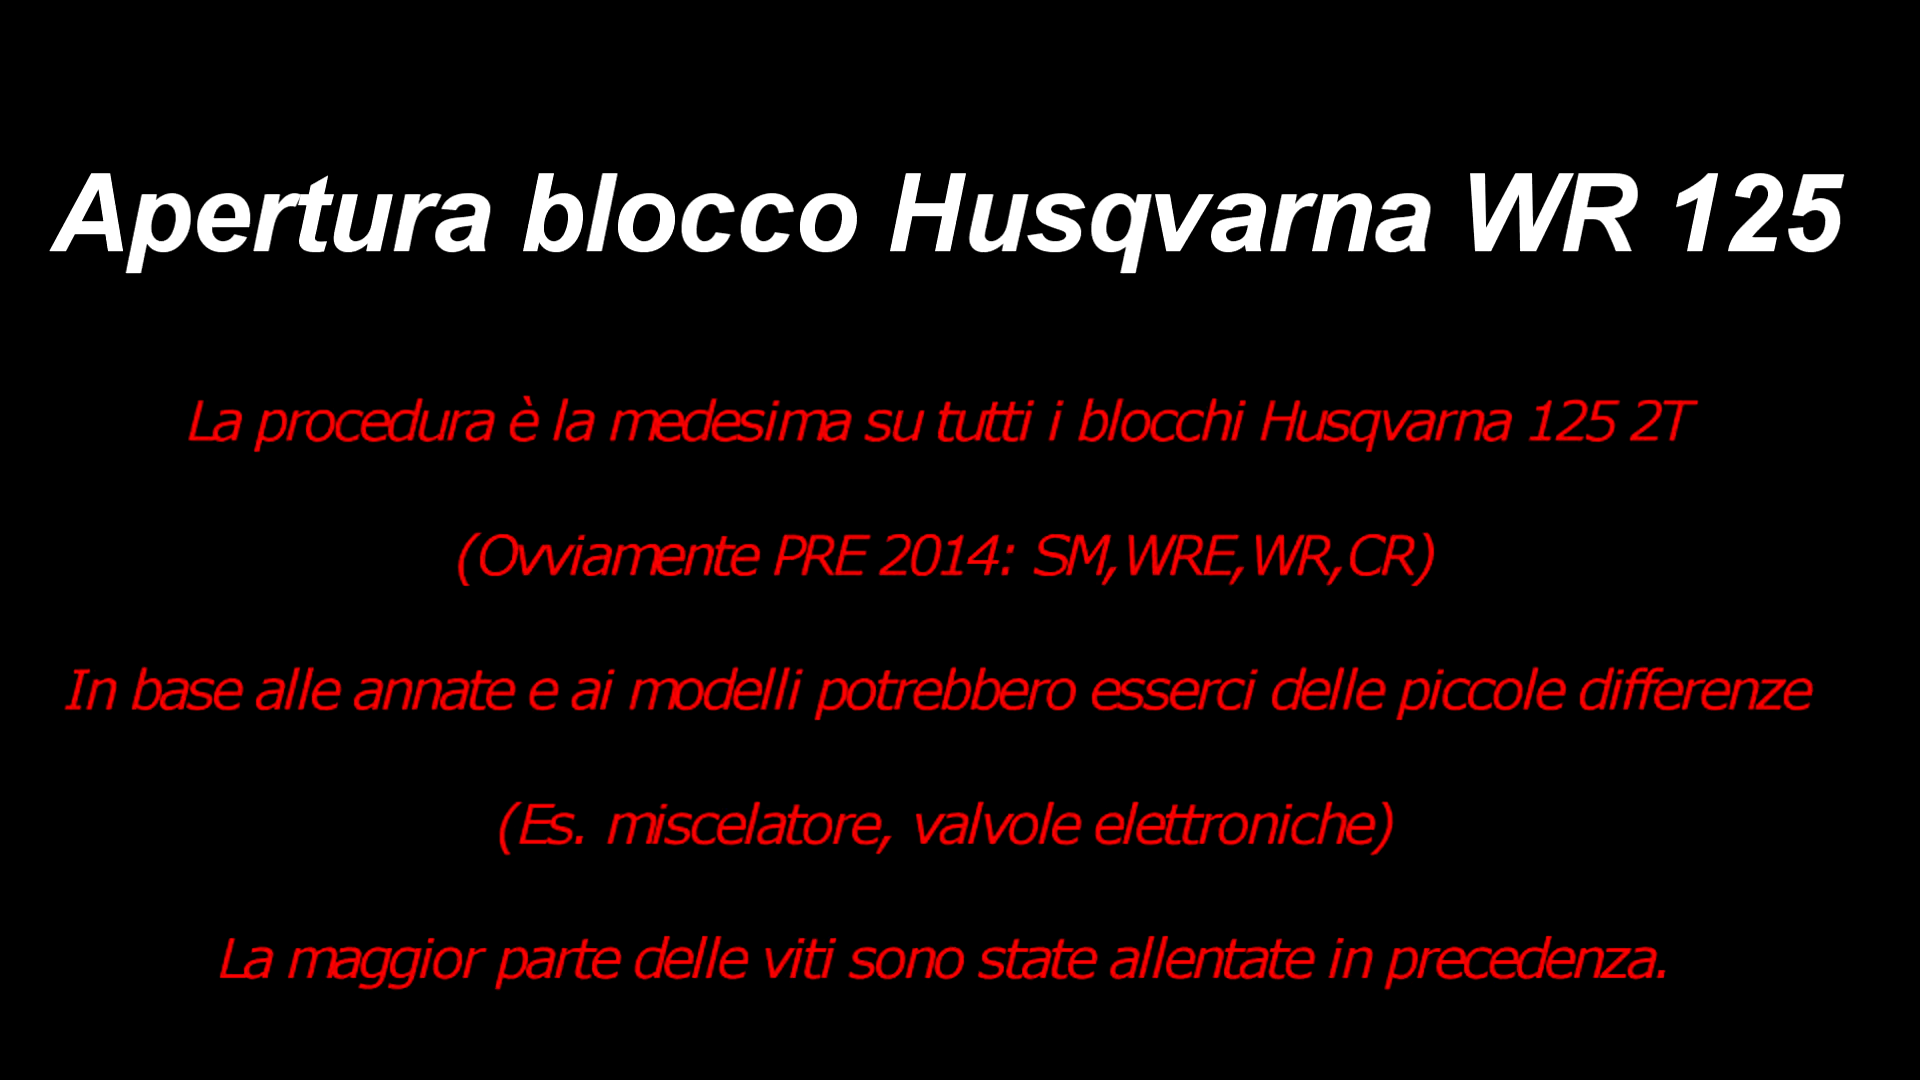 Apertura blocco Husqvarna WR 125
La procedura è la medesima su tutti i blocchi Husqvarna 125 2T
(Ovviamente PRE 2014: SM,WRE,WR,CR)
In base alle annate e ai modelli potrebbero esserci delle piccole differenze
(Es. miscelatore, valvole elettroniche)
La maggior parte delle viti sono state allentate in precedenza.